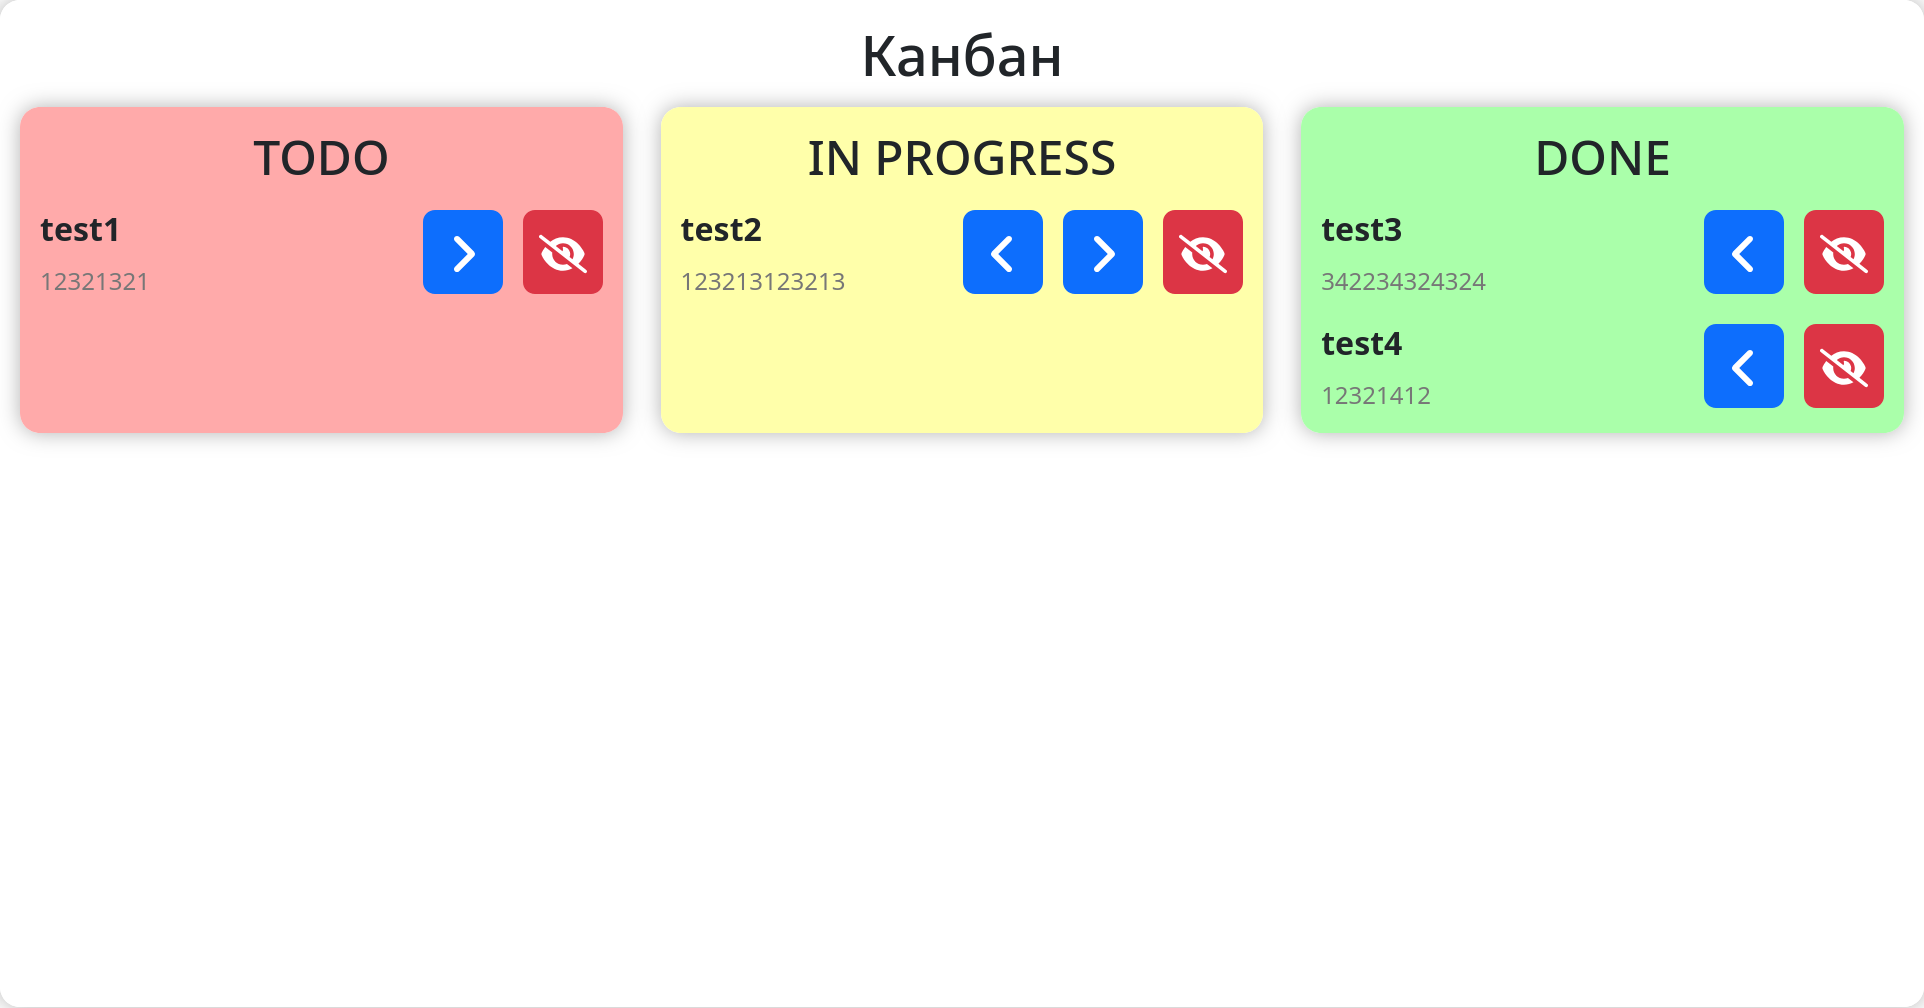 Канбан
TODO
test1
12321321
IN PROGRESS
test2
123213123213
DONE
test3
342234324324
test4
12321412